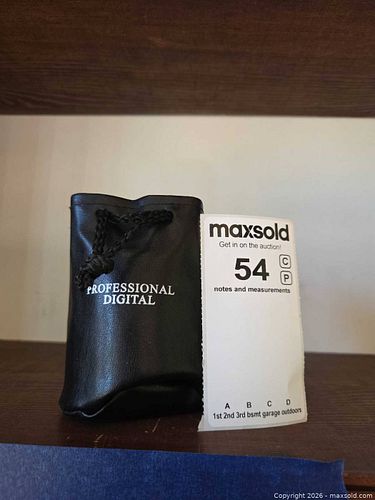 PROFESSIONAL
DIGITAL
maxsold
Get in on the auction!
54
C
P
notes and measurements
A B C D
1st 2nd 3rd bsmt garage outdoors
Copyright © 2026 - maxsold.com